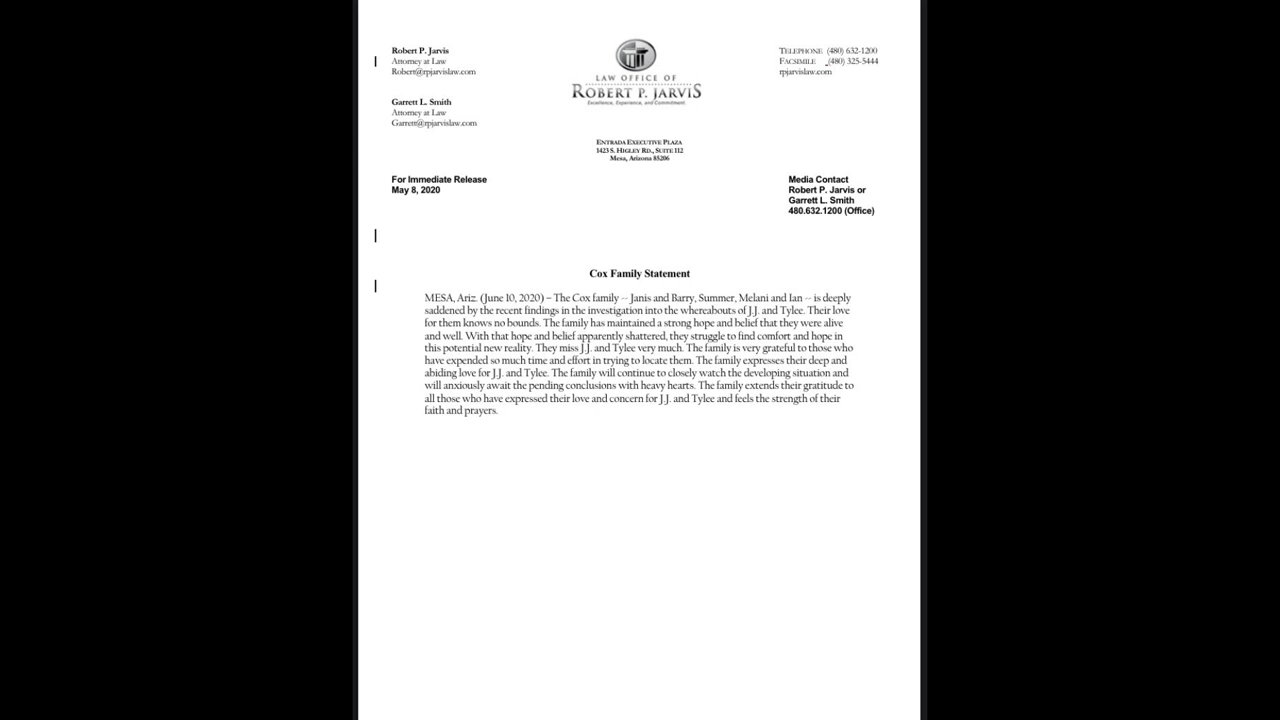 Robert P. Jarvis
Attorney at Law
Robert@rpjarvislaw.com
Garrett L. Smith
Attorney at Law
Garrett@rpjarvislaw.com
LAW OFFICE OF
ROBERT P. JARVIS
Excellence, Experience, and Commitment.
TELEPHONE (480) 632-1200
FACSIMILE (480) 325-5444
rpjarvislaw.com
ENTRADA EXECUTIVE PLAZA
1423 S. HIGLEY RD., SUITE 112
Mesa, Arizona 85206
For Immediate Release
May 8, 2020
Media Contact
Robert P. Jarvis or
Garrett L. Smith
480.632.1200 (Office)
Cox Family Statement
MESA, Ariz. (June 10, 2020) – The Cox family -- Janis and Barry, Summer, Melani and Ian -- is deeply
saddened by the recent findings in the investigation into the whereabouts of J.J. and Tylee. Their love
for them knows no bounds. The family has maintained a strong hope and belief that they were alive
and well. With that hope and belief apparently shattered, they struggle to find comfort and hope in
this potential new reality. They miss J.J. and Tylee very much. The family is very grateful to those who
have expended so much time and effort in trying to locate them. The family expresses their deep and
abiding love for J.J. and Tylee. The family will continue to closely watch the developing situation and
will anxiously await the pending conclusions with heavy hearts. The family extends their gratitude to
all those who have expressed their love and concern for J.J. and Tylee and feels the strength of their
faith and prayers.